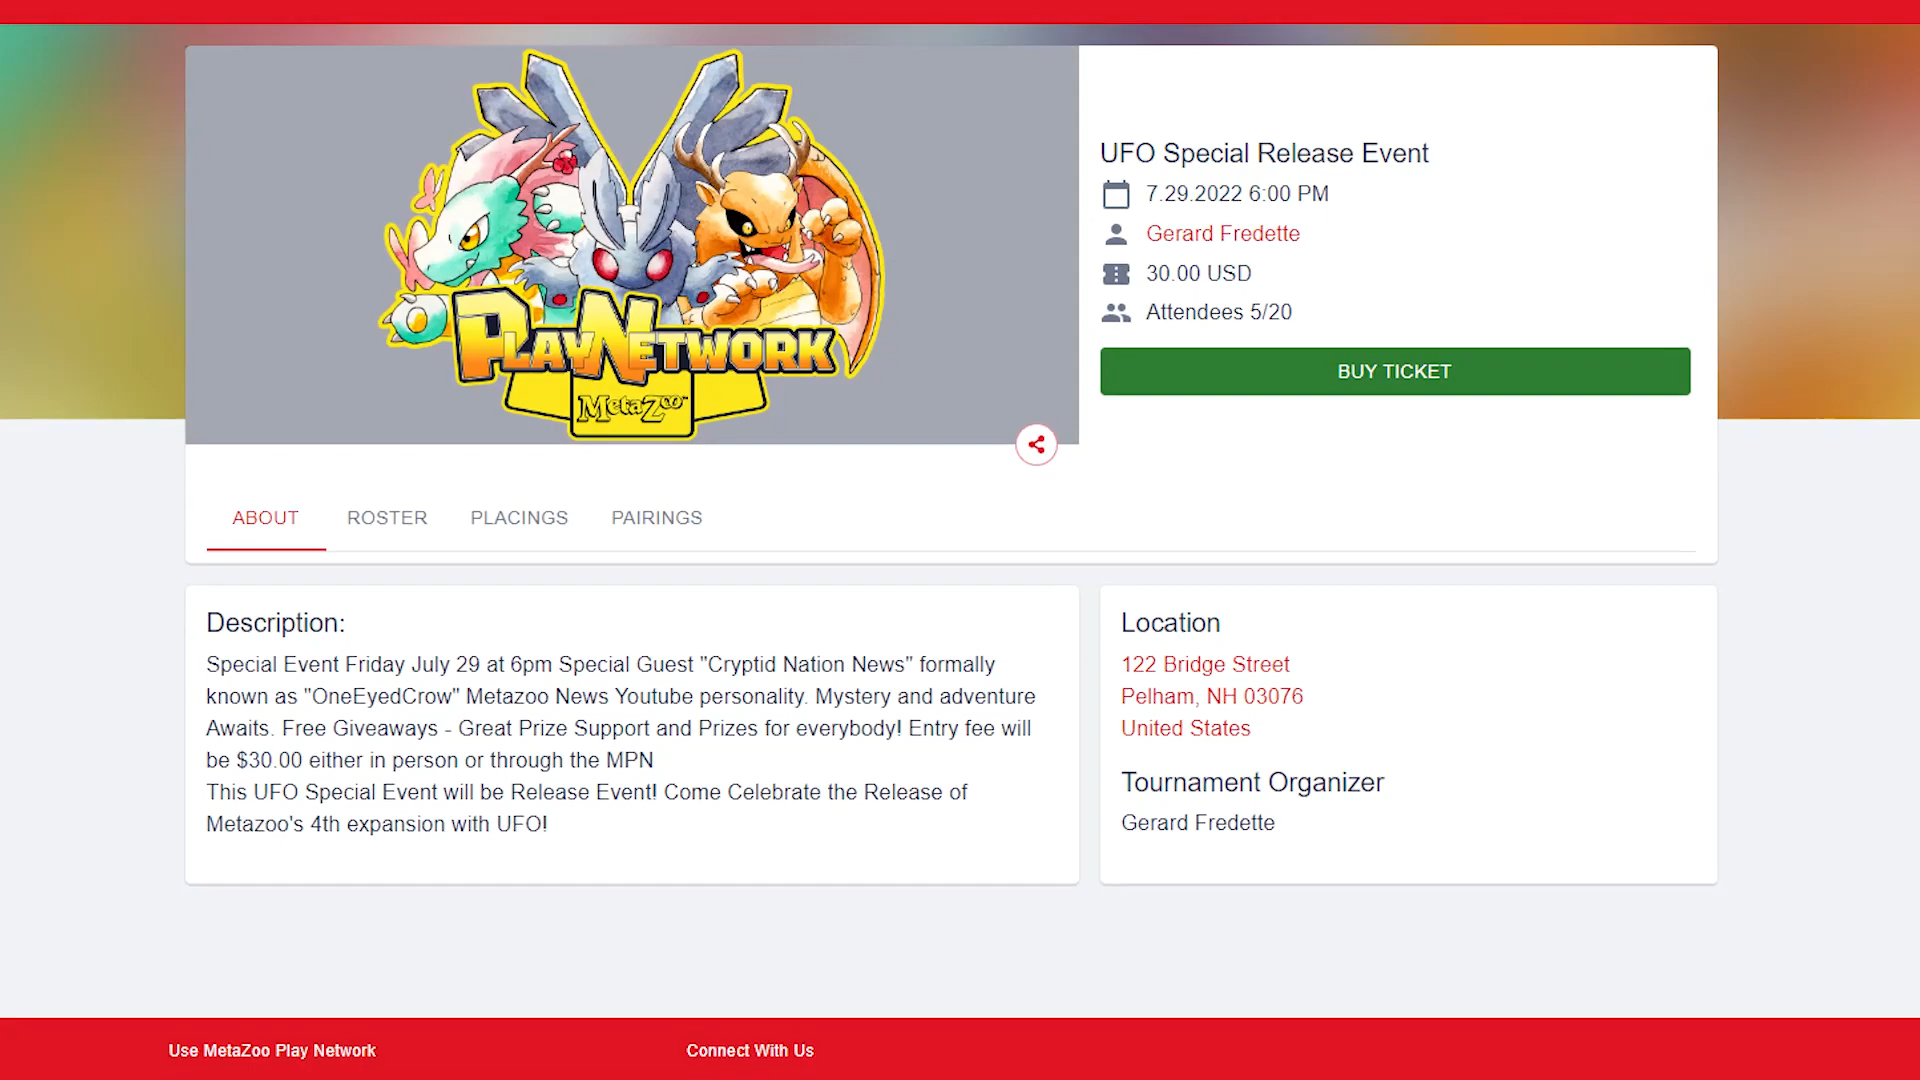 PLAYNETWORK
MetaZoo™
UFO Special Release Event
7.29.2022 6:00 PM
Gerard Fredette
30.00 USD
Attendees 5/20
BUY TICKET
ABOUT
ROSTER
PLACINGS
PAIRINGS
Description:
Special Event Friday July 29 at 6pm Special Guest "Cryptid Nation News" formally
known as "OneEyedCrow" Metazoo News Youtube personality. Mystery and adventure
Awaits. Free Giveaways - Great Prize Support and Prizes for everybody! Entry fee will
be $30.00 either in person or through the MPN
This UFO Special Event will be Release Event! Come Celebrate the Release of
Metazoo's 4th expansion with UFO!
Location
122 Bridge Street
Pelham, NH 03076
United States
Tournament Organizer
Gerard Fredette
Use MetaZoo Play Network
Connect With Us